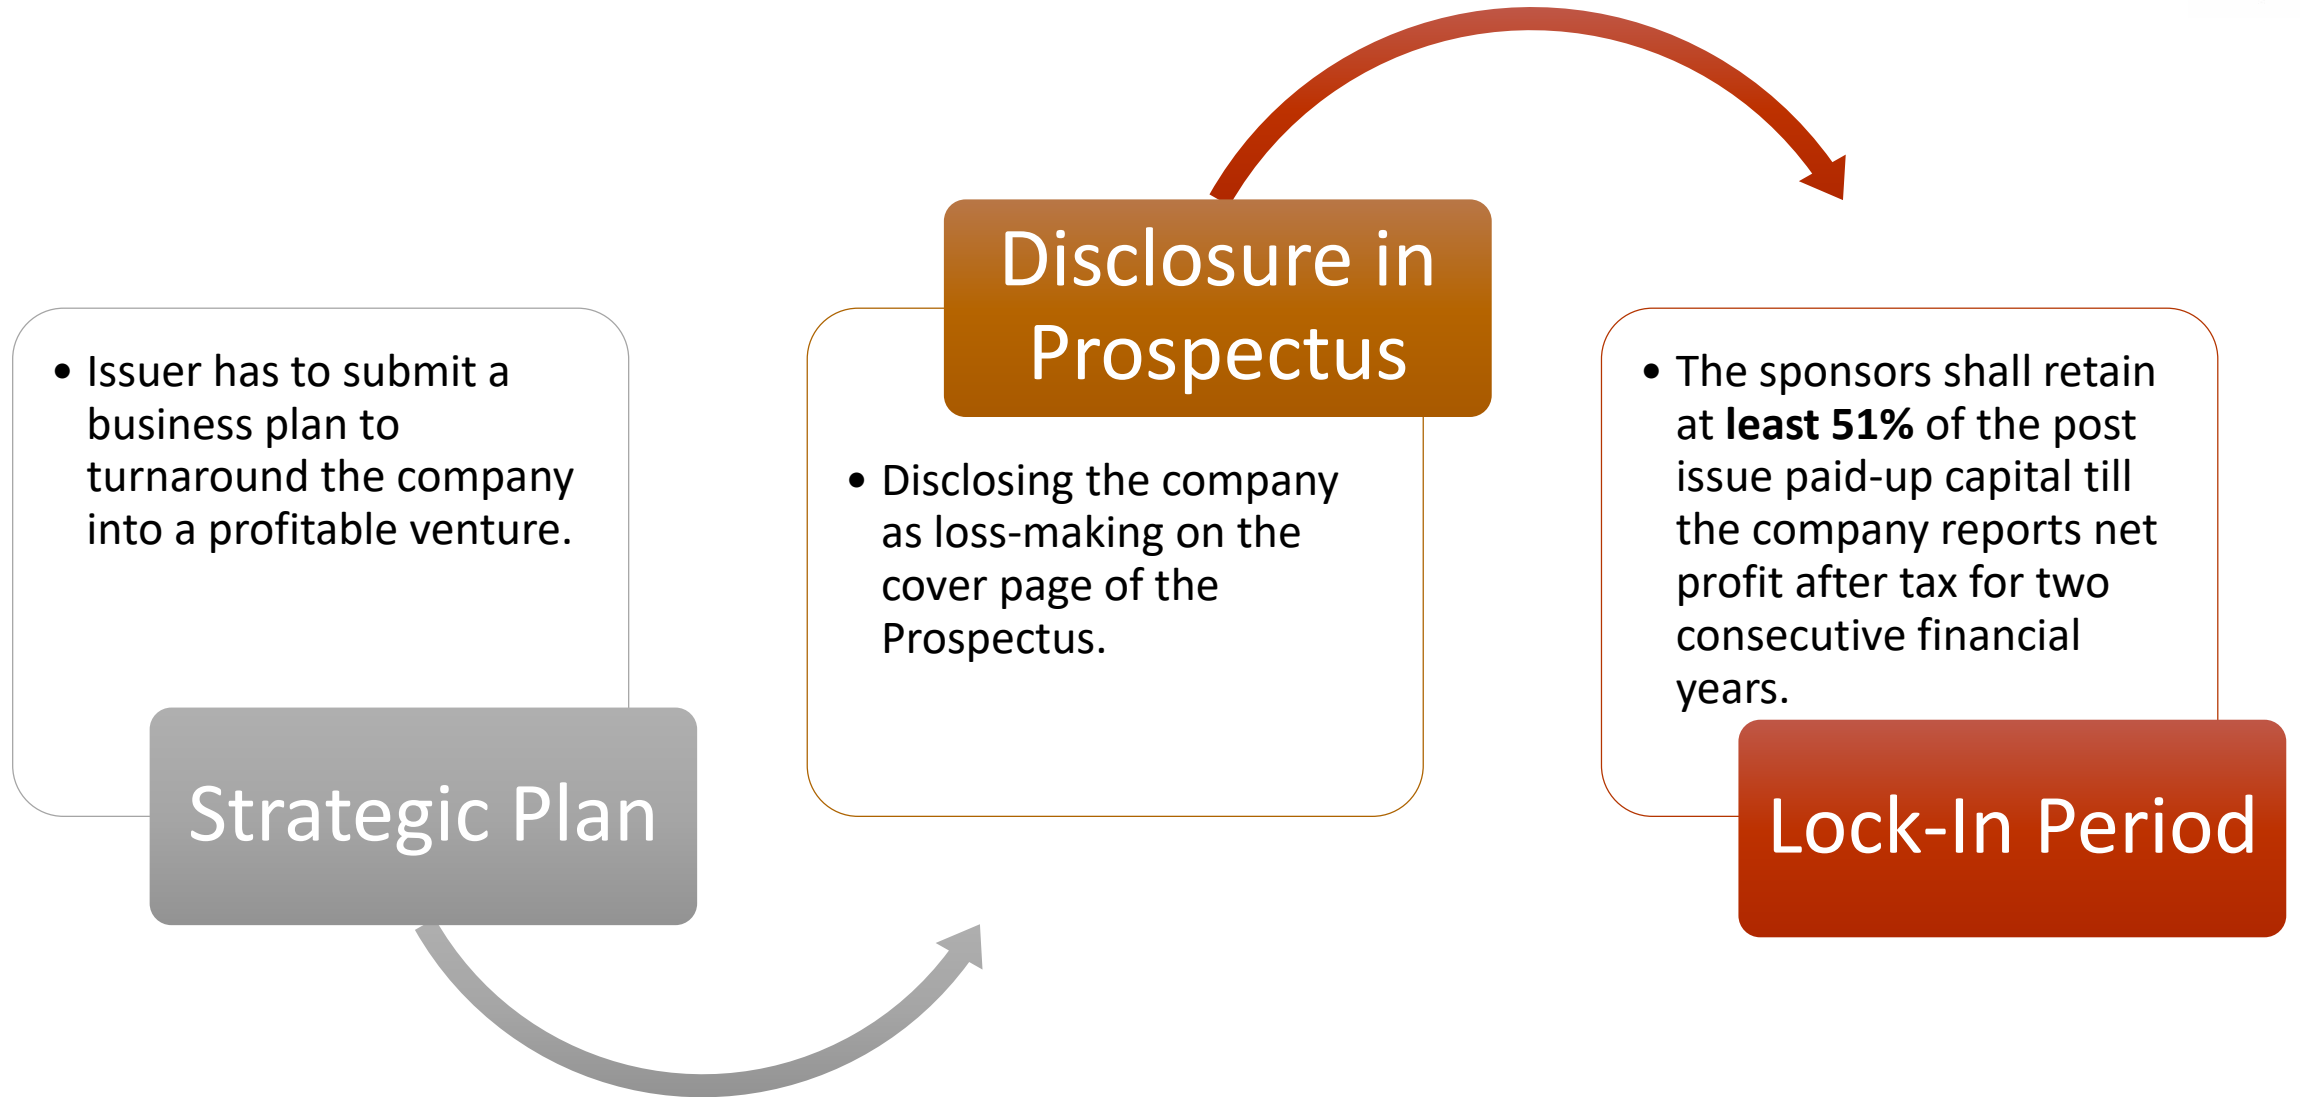 • Issuer has to submit a
business plan to
turnaround the company
into a profitable venture.
Strategic Plan
Disclosure in
Prospectus
• Disclosing the company
as loss-making on the
cover page of the
Prospectus.
• The sponsors shall retain
at least 51% of the post
issue paid-up capital till
the company reports net
profit after tax for two
consecutive financial
years.
Lock-In Period